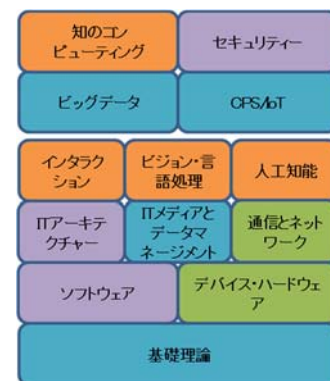 知のコン
ピューティング
セキュリティー
ビッグデータ
CPS/IoT
インタラ
クション
ビジョン・言
語処理
人工知能
ITアーキテ
クチャー
ITメディアと
データマ
ネージメント
通信とネット
ワーク
ソフトウェア
デバイス・ハードウェ
ア
基礎理論